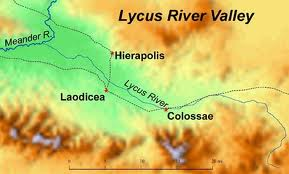 Lycus River Valley
Meander R.
Hierapolis
Laodicea
Lycus River
Colossae